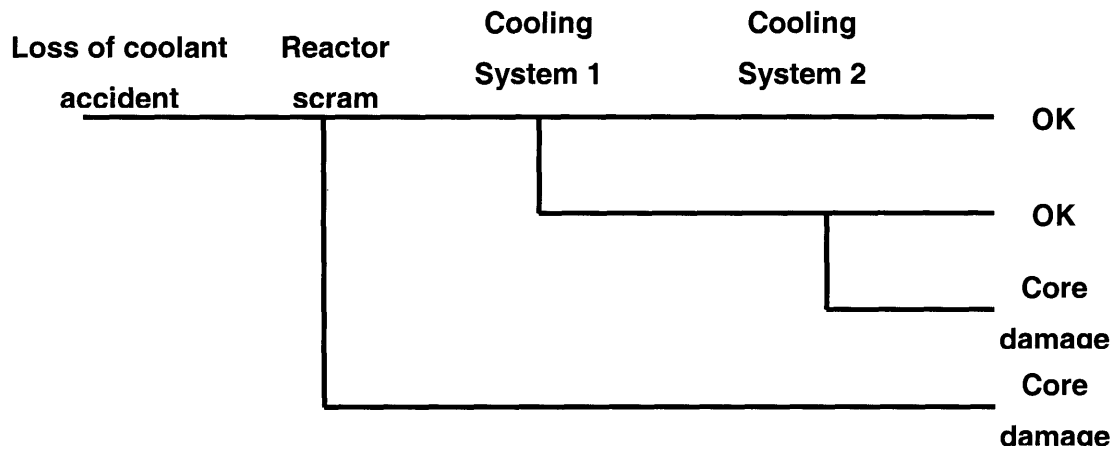 Loss of coolant
accident
Reactor
scram
Cooling
System 1
Cooling
System 2
OK
OK
Core
damage
Core
damage